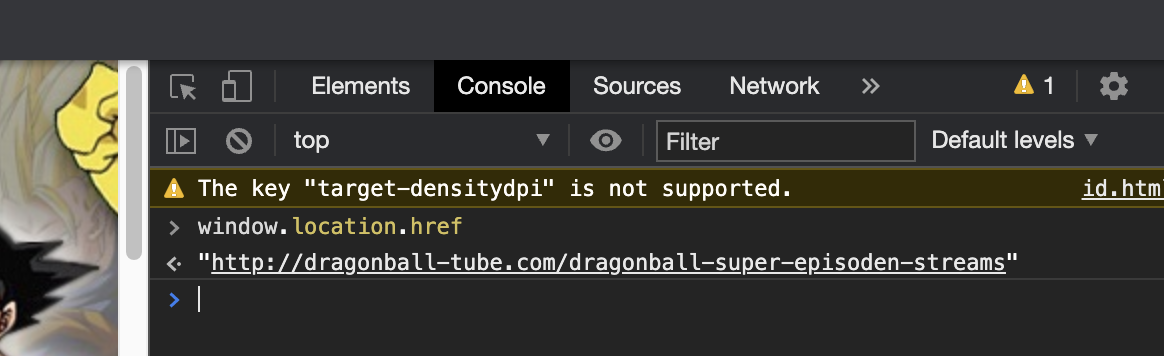 Elements Console Sources Network » 1
top Filter Default levels
The key "target-densitydpi" is not supported. id.html
> window.location.href
"http://dragonball-tube.com/dragonball-super-episoden-streams"
>